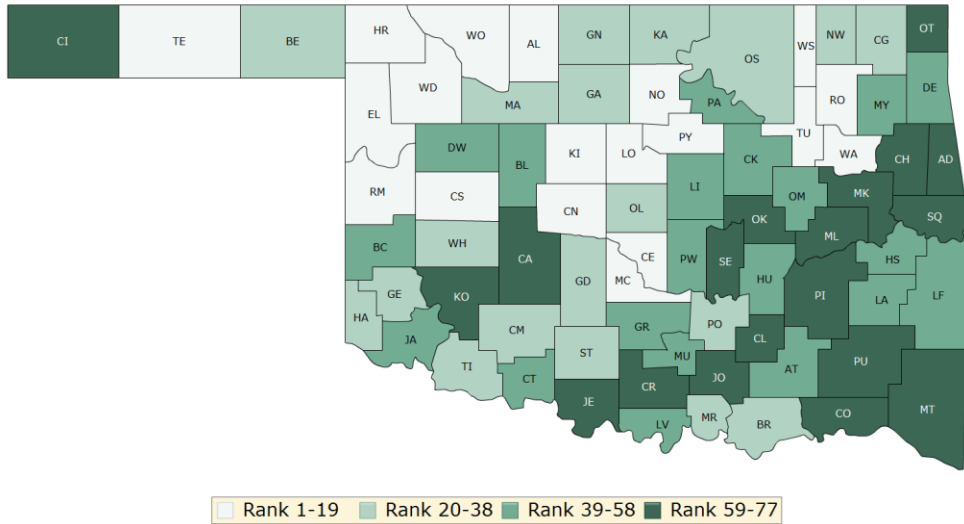 CI TE BE HR WO AL GN KA OS WS NW CG OT
WD MA GA NO PA RO MY DE
EL DW BL KI LO PY CK TU WA CH AD
RM CS CN OL LI OM MK SQ
BC WH CA GD MC CE PW OK SE ML HU HS
HA GE KO CM GR PO PI LA LF
JA TI CT ST MU CL AT PU
JE CR JO LV MR BR CO MT
Rank 1-19 Rank 20-38 Rank 39-58 Rank 59-77